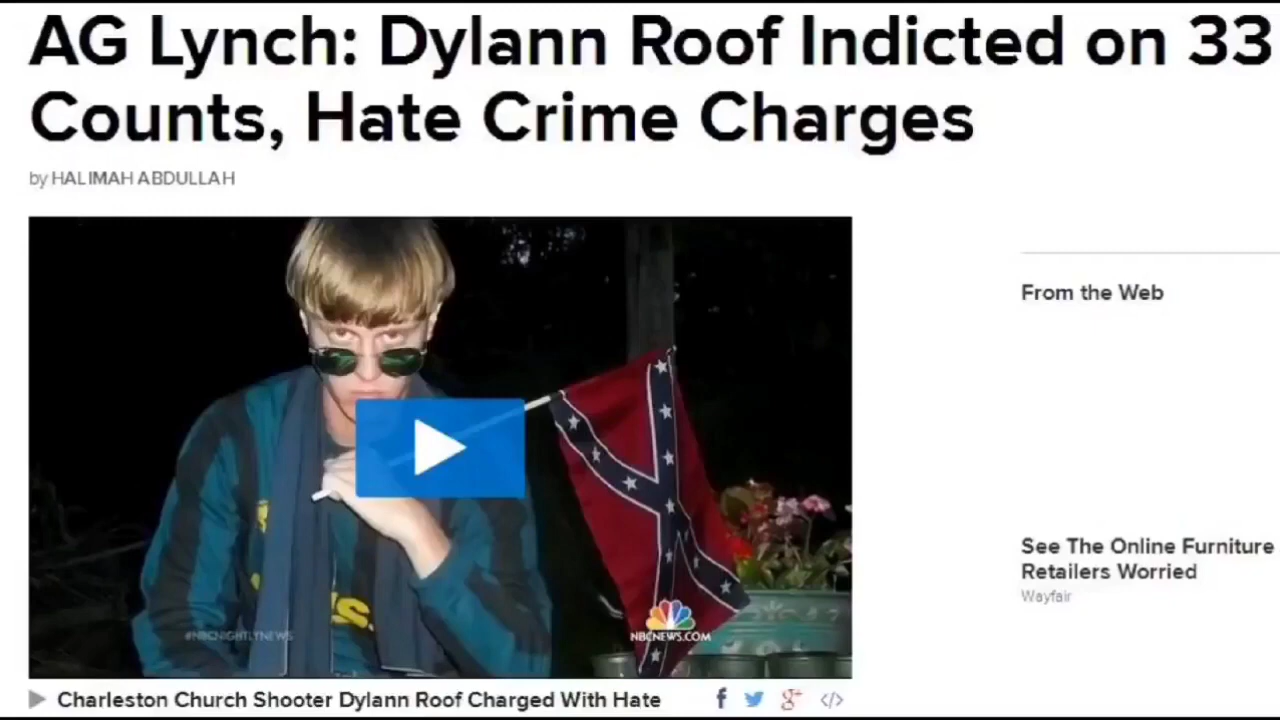 AG Lynch: Dylann Roof Indicted on 33
Counts, Hate Crime Charges
by HALIMAH ABDULLAH
From the Web
#NBCNIGHTLYNEWS
NBCNEWS.COM
See The Online Furniture
Retailers Worried
Wayfair
Charleston Church Shooter Dylann Roof Charged With Hate